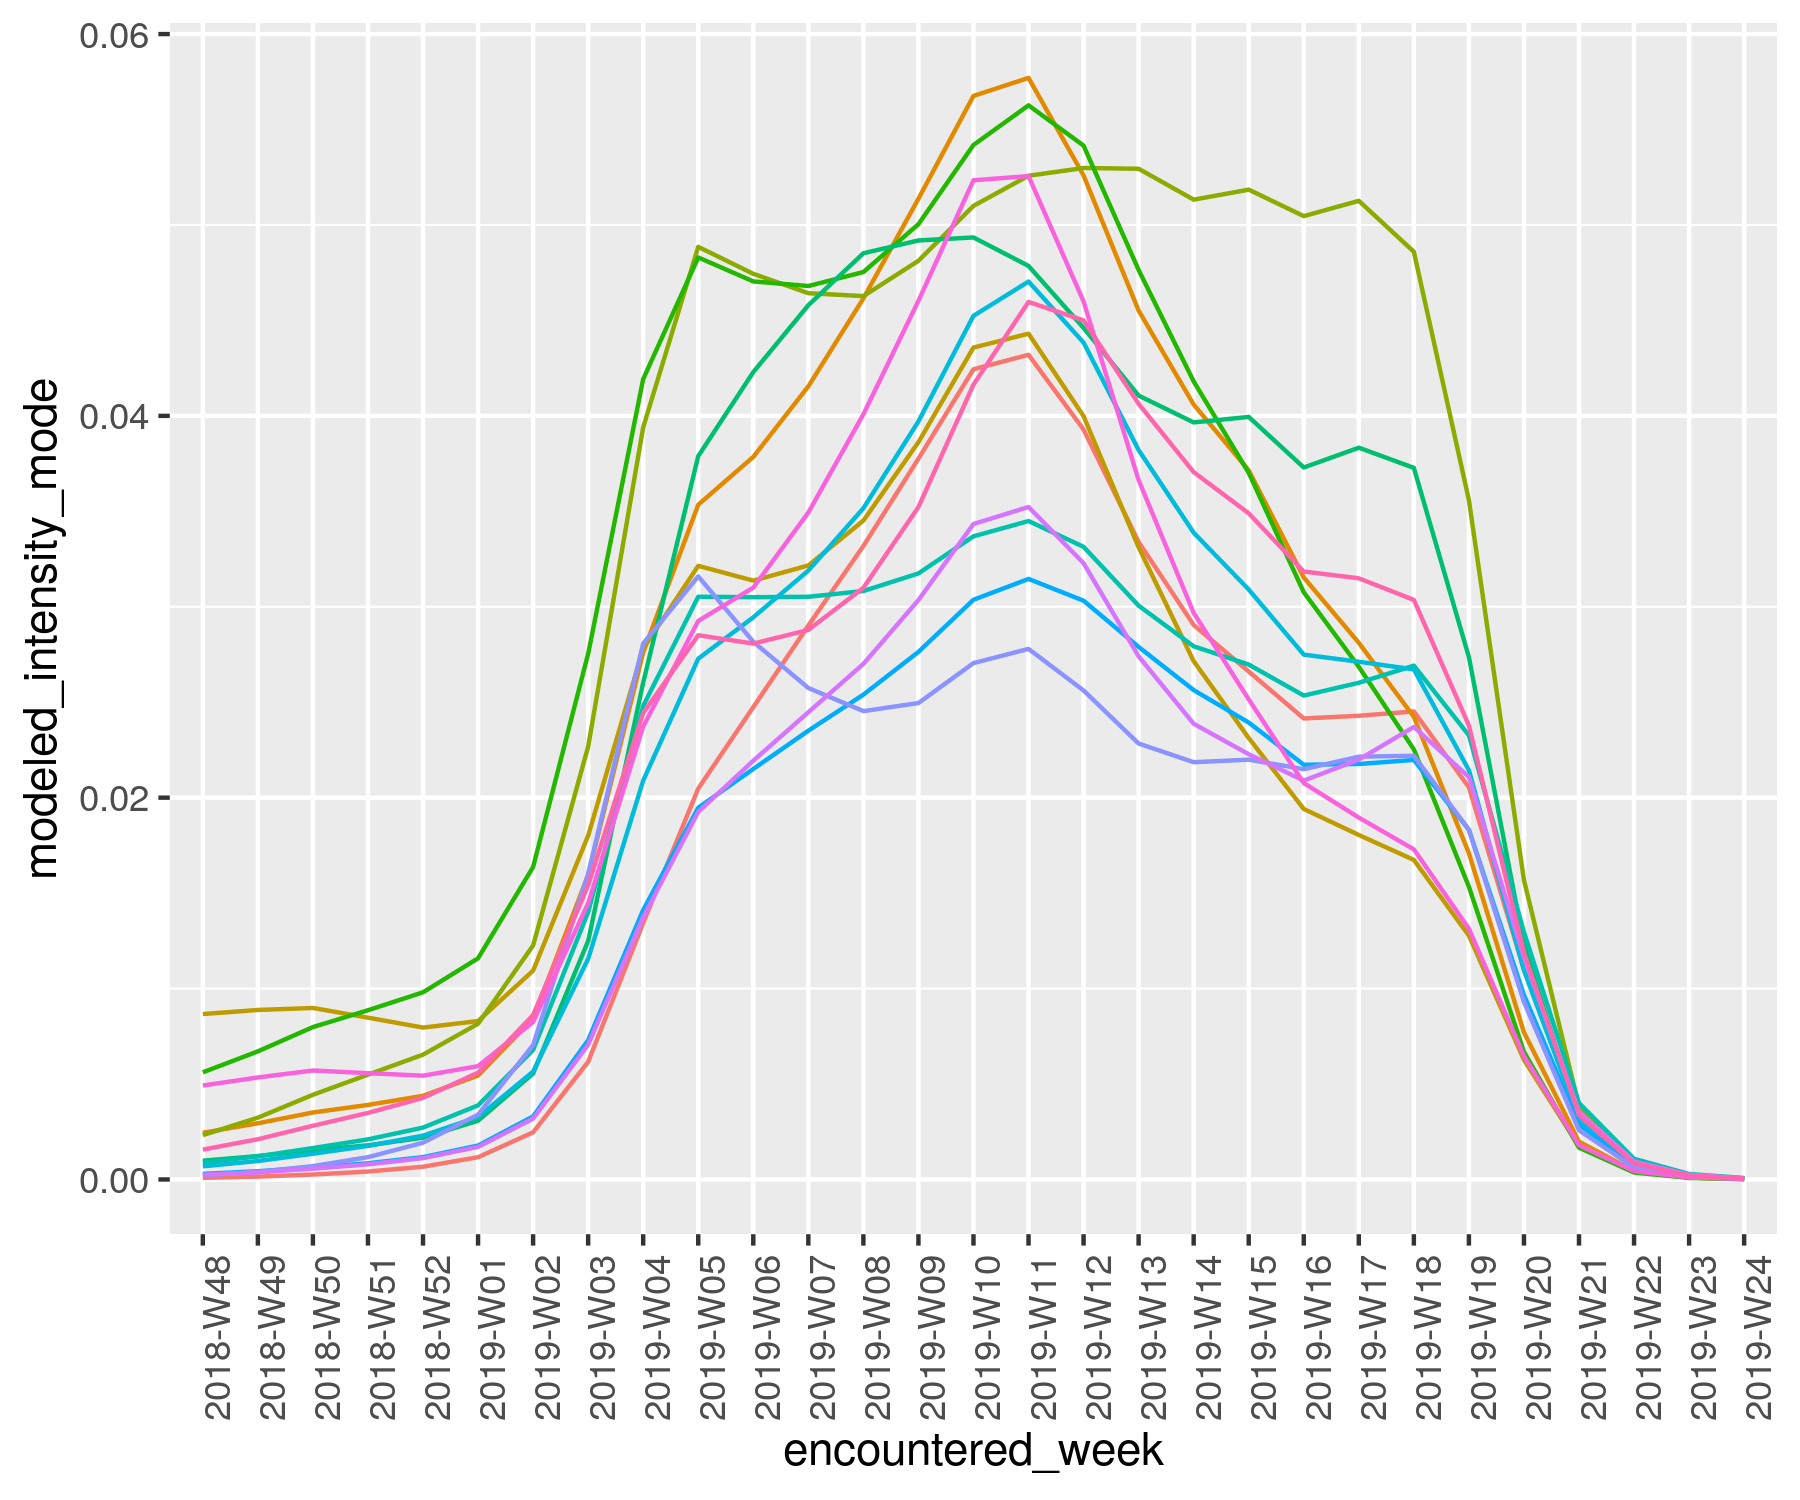 0.06
0.04
0.02
0.00
modeled_intensity_mode
2018-W48
2018-W49
2018-W50
2018-W51
2018-W52
2019-W01
2019-W02
2019-W03
2019-W04
2019-W05
2019-W06
2019-W07
2019-W08
2019-W09
2019-W10
2019-W11
2019-W12
2019-W13
2019-W14
2019-W15
2019-W16
2019-W17
2019-W18
2019-W19
2019-W20
2019-W21
2019-W22
2019-W23
2019-W24
encountered_week